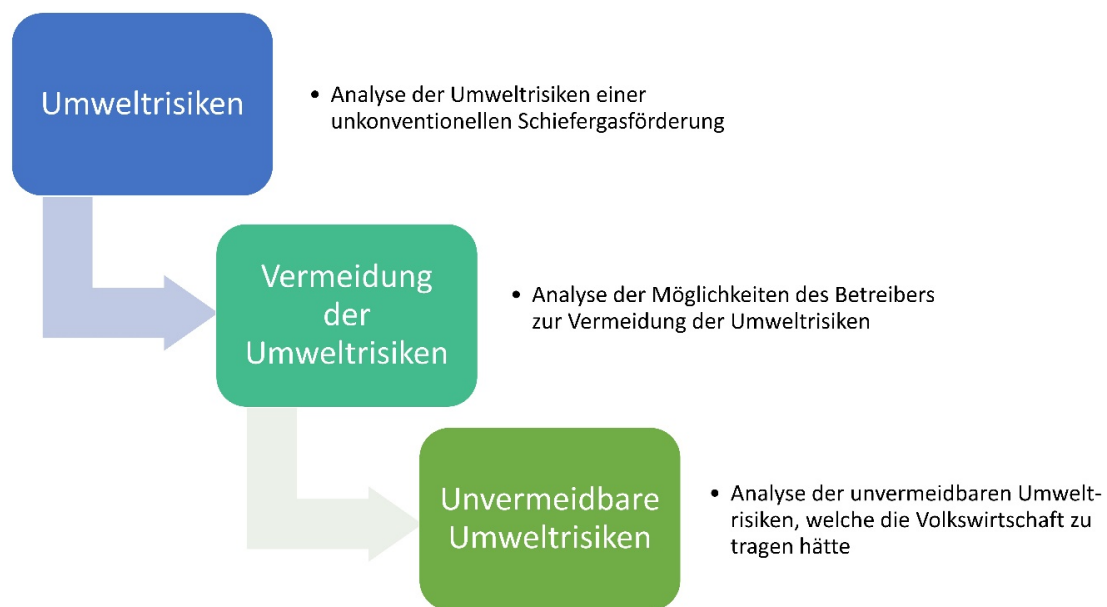 Umweltrisiken
• Analyse der Umweltrisiken einer
unkonventionellen Schiefergasförderung
Vermeidung
der
Umweltrisiken
• Analyse der Möglichkeiten des Betreibers
zur Vermeidung der Umweltrisiken
Unvermeidbare
Umweltrisiken
• Analyse der unvermeidbaren Umwelt-
risiken, welche die Volkswirtschaft zu
tragen hätte